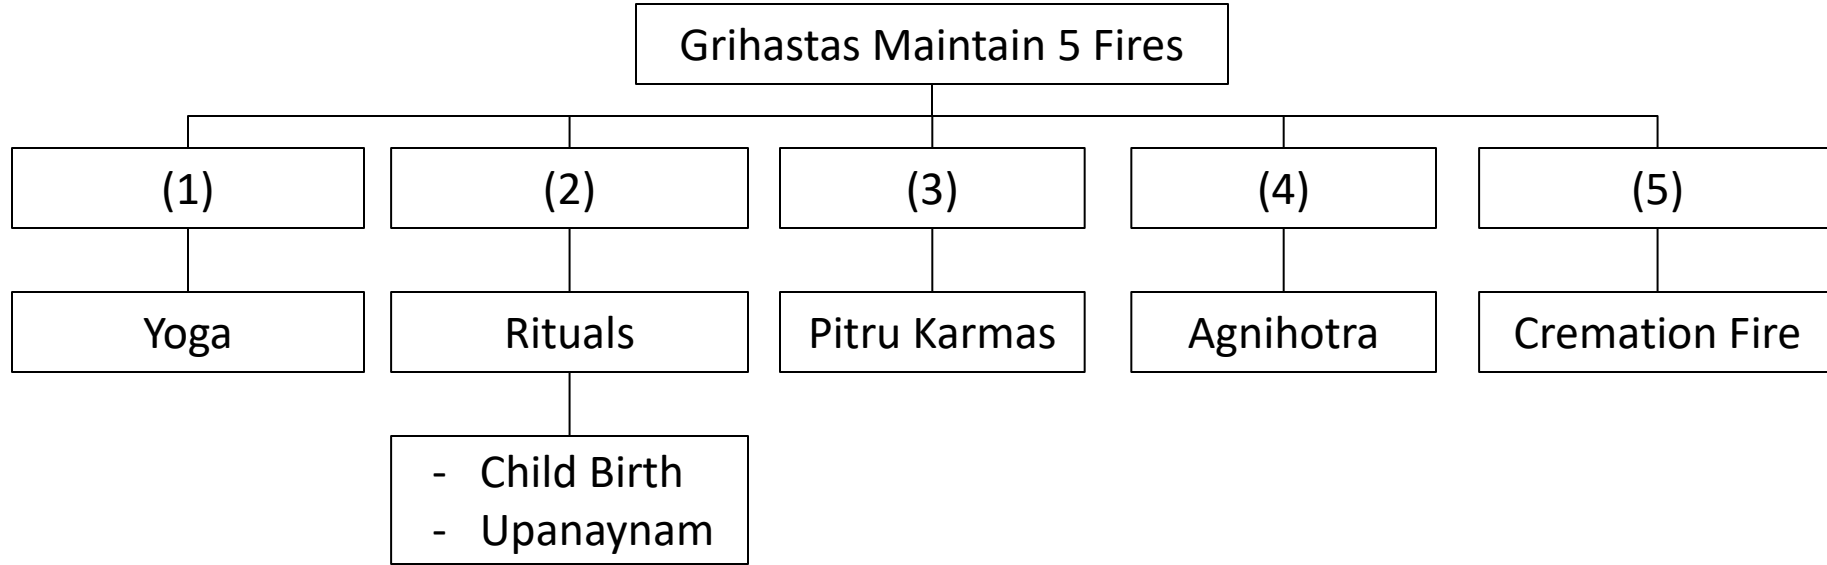 Grihastas Maintain 5 Fires
(1)
(2)
(3)
(4)
(5)
Yoga
Rituals
Pitru Karmas
Agnihotra
Cremation Fire
- Child Birth
- Upanaynam